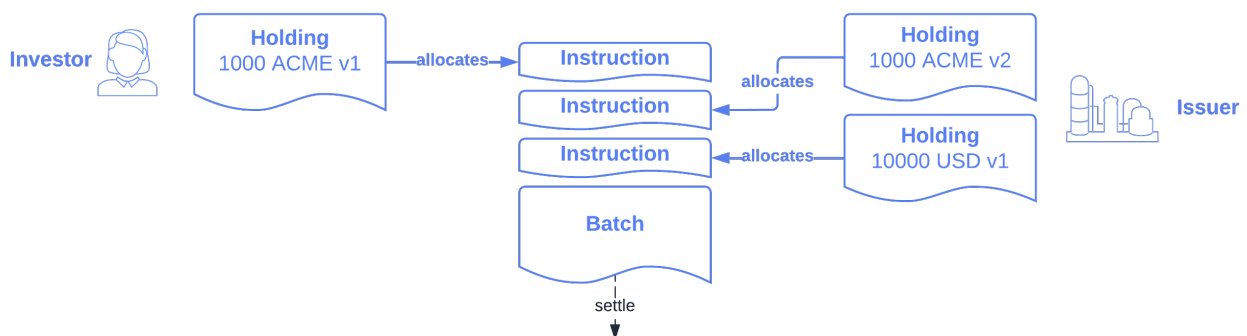 Investor
Holding
1000 ACME v1
allocates
Instruction
Instruction
Instruction
Batch
settle
allocates
allocates
Holding
1000 ACME v2
Holding
10000 USD v1
Issuer